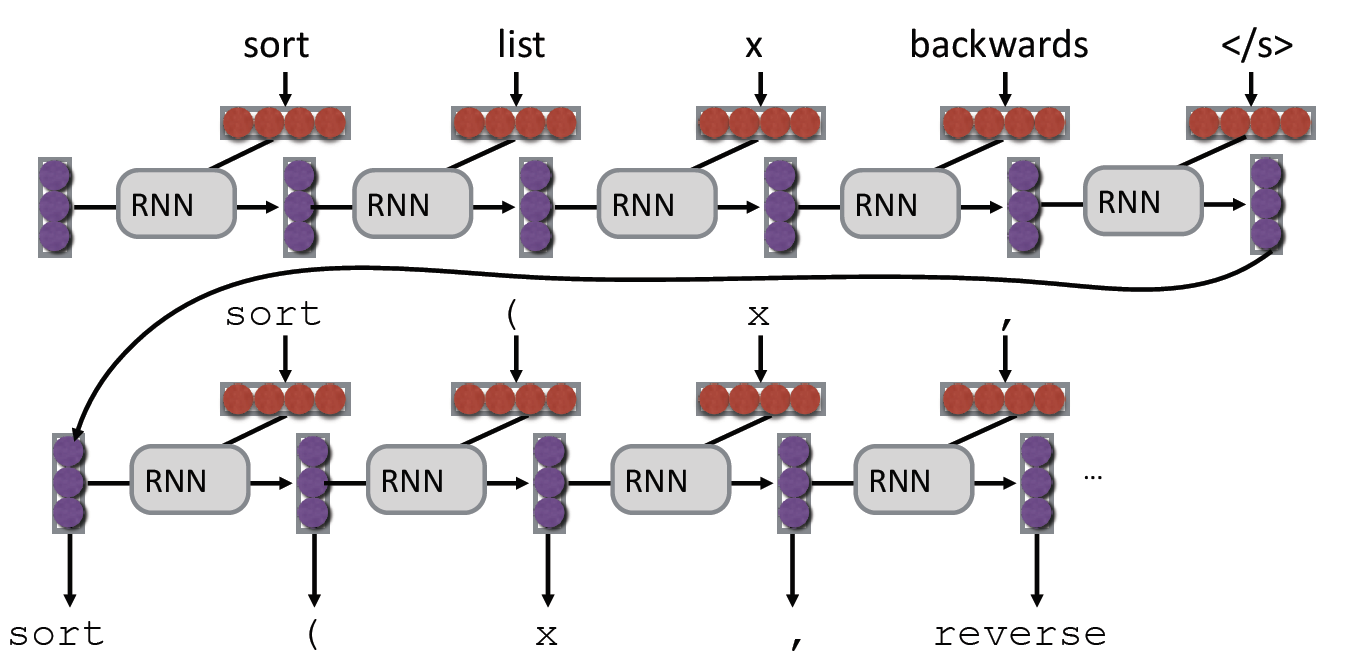 sort list x backwards </s>
RNN RNN RNN RNN RNN
sort ( x ,
RNN RNN RNN RNN ...
sort ( x , reverse